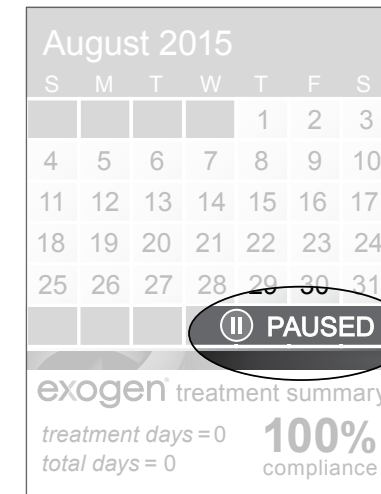 August 2015
S M T W T F S
1 2 3
4 5 6 7 8 9 10
11 12 13 14 15 16 17
18 19 20 21 22 23 24
25 26 27 28 29 30 31
PAUSED
exogen treatment summary
treatment days = 0
total days = 0
100%
compliance